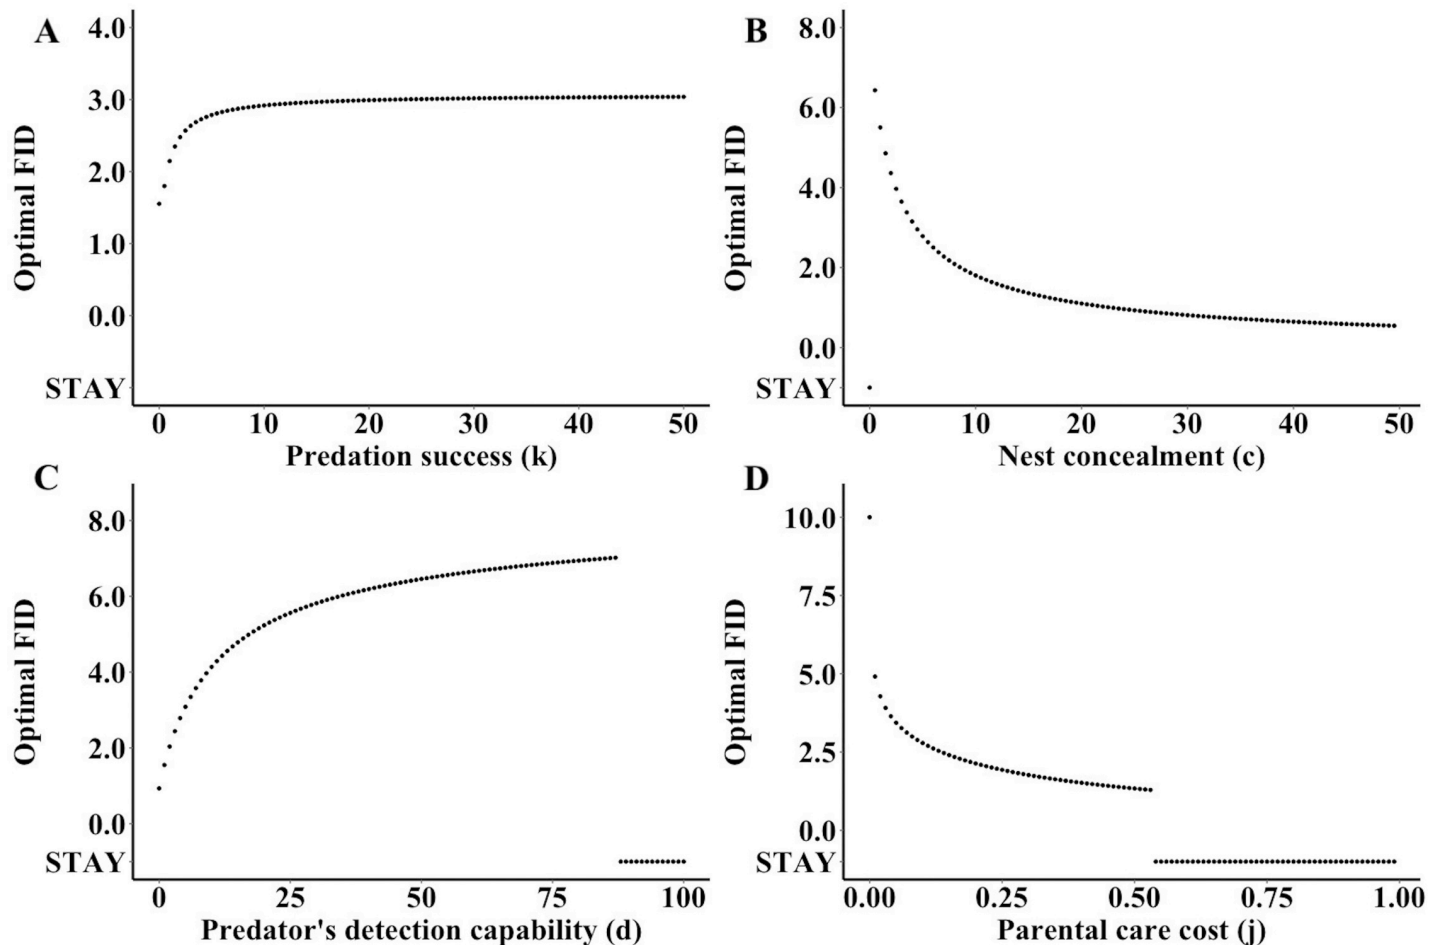 A
4.0
3.0
2.0
1.0
0.0
STAY
Optimal FID
0 10 20 30 40 50
Predation success (k)
B
8.0
6.0
4.0
2.0
0.0
STAY
Optimal FID
0 10 20 30 40 50
Nest concealment (c)
C
8.0
6.0
4.0
2.0
0.0
STAY
Optimal FID
0 25 50 75 100
Predator's detection capability (d)
D
10.0
7.5
5.0
2.5
0.0
STAY
Optimal FID
0.00 0.25 0.50 0.75 1.00
Parental care cost (j)